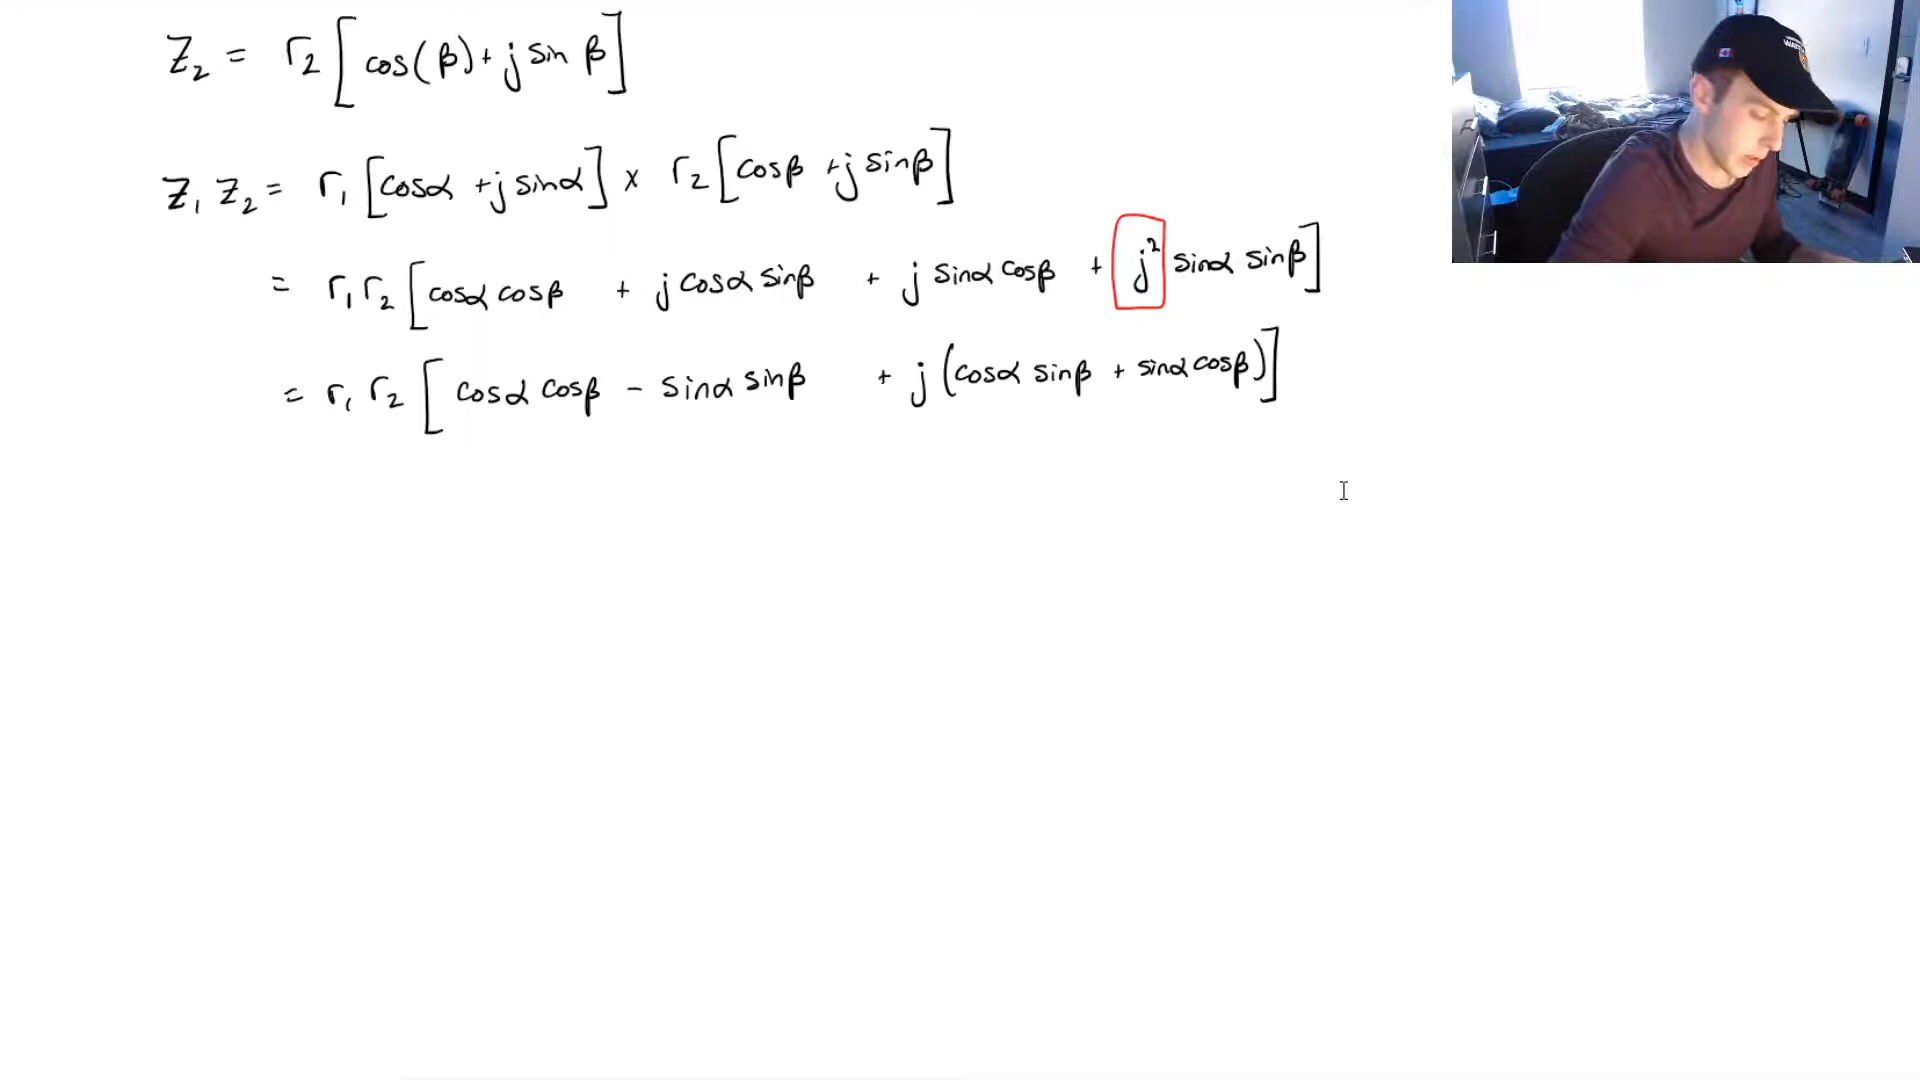 Z₂ = r₂ [cos(β) + j sin β]
Z₁ Z₂ = r₁ [cosα + j sinα] × r₂ [cosβ + j sinβ]
= r₁ r₂ [cosα cosβ + j cosα sinβ + j sinα cosβ + j² sinα sinβ]
= r₁ r₂ [cosα cosβ − sinα sinβ + j (cosα sinβ + sinα cosβ)]